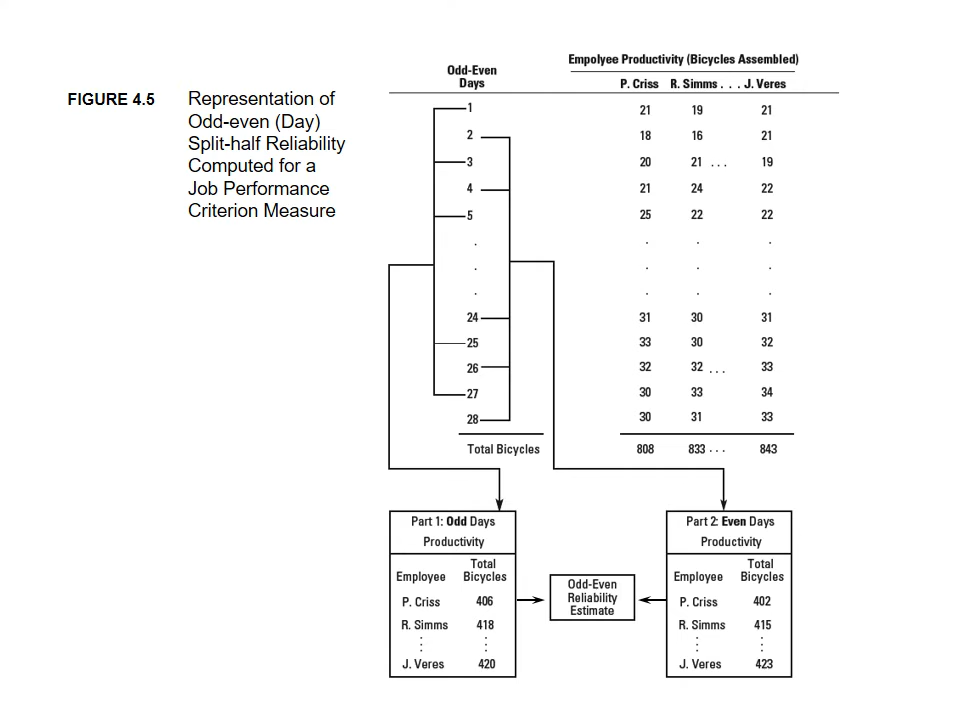 FIGURE 4.5
Representation of
Odd-even (Day)
Split-half Reliability
Computed for a
Job Performance
Criterion Measure
Odd-Even
Days
Empolyee Productivity (Bicycles Assembled)
P. Criss R. Simms . . . J. Veres
1 21 19 21
2 18 16 21
3 20 21 ... 19
4 21 24 22
5 25 22 22
. . . .
. . . .
. . . .
24 31 30 31
25 33 30 32
26 32 32 ... 33
27 30 33 34
28 30 31 33
Total Bicycles 808 833 ... 843
Part 1: Odd Days
Productivity
Employee Total
Bicycles
P. Criss 406
R. Simms 418
⋮ ⋮
J. Veres 420
Odd-Even
Reliability
Estimate
Part 2: Even Days
Productivity
Employee Total
Bicycles
P. Criss 402
R. Simms 415
⋮ ⋮
J. Veres 423